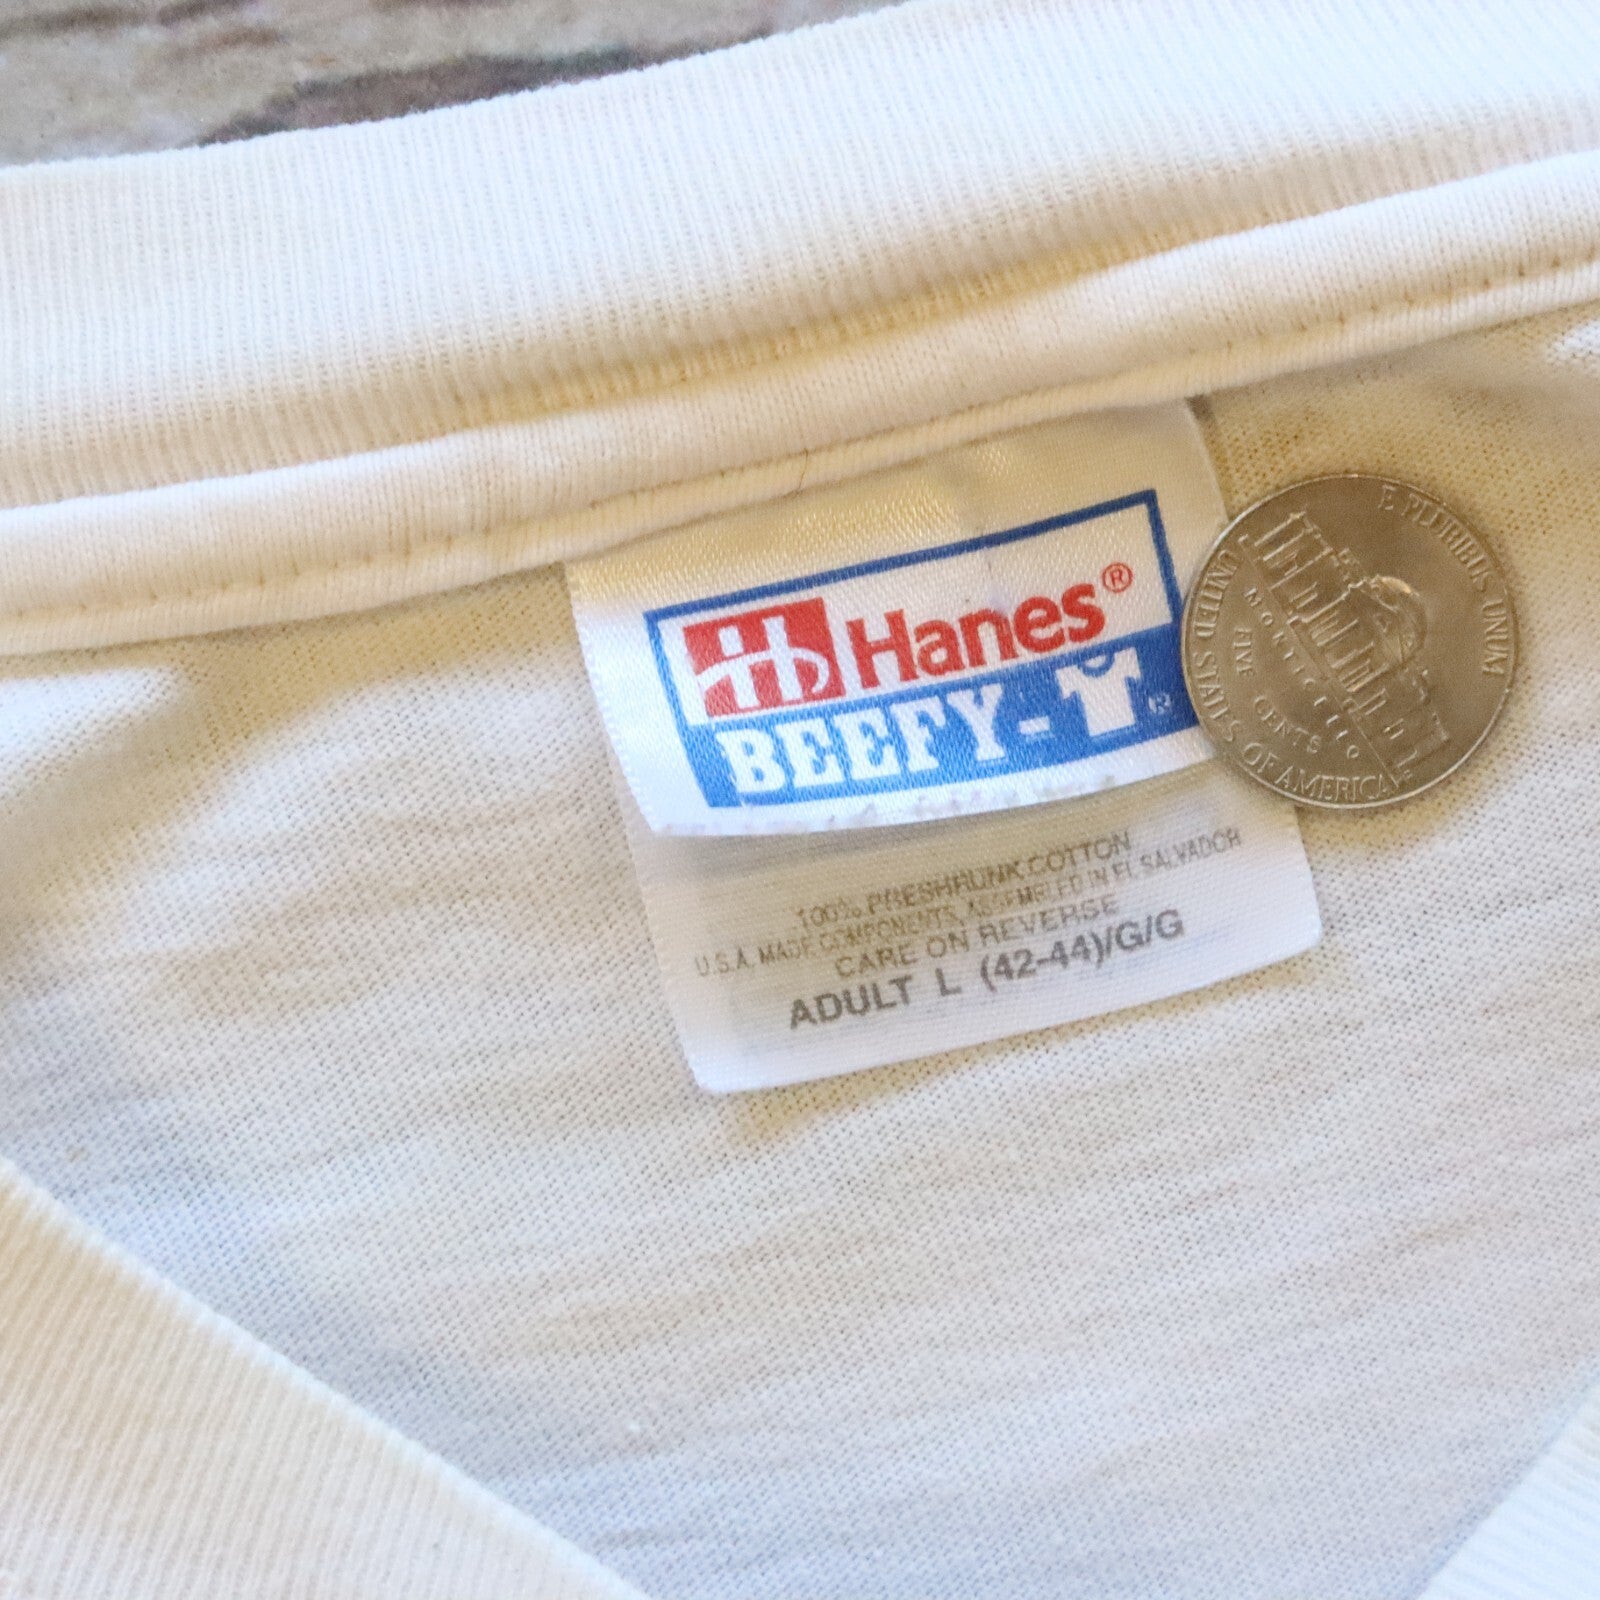 Hanes®
BEEFY-T®
100% PRESHRUNK COTTON
U.S.A. MADE COMPONENTS, ASSEMBLED IN EL SALVADOR
CARE ON REVERSE
ADULT L (42-44)/G/G
E PLURIBUS UNUM
MONTICELLO
FIVE CENTS
UNITED STATES OF AMERICA